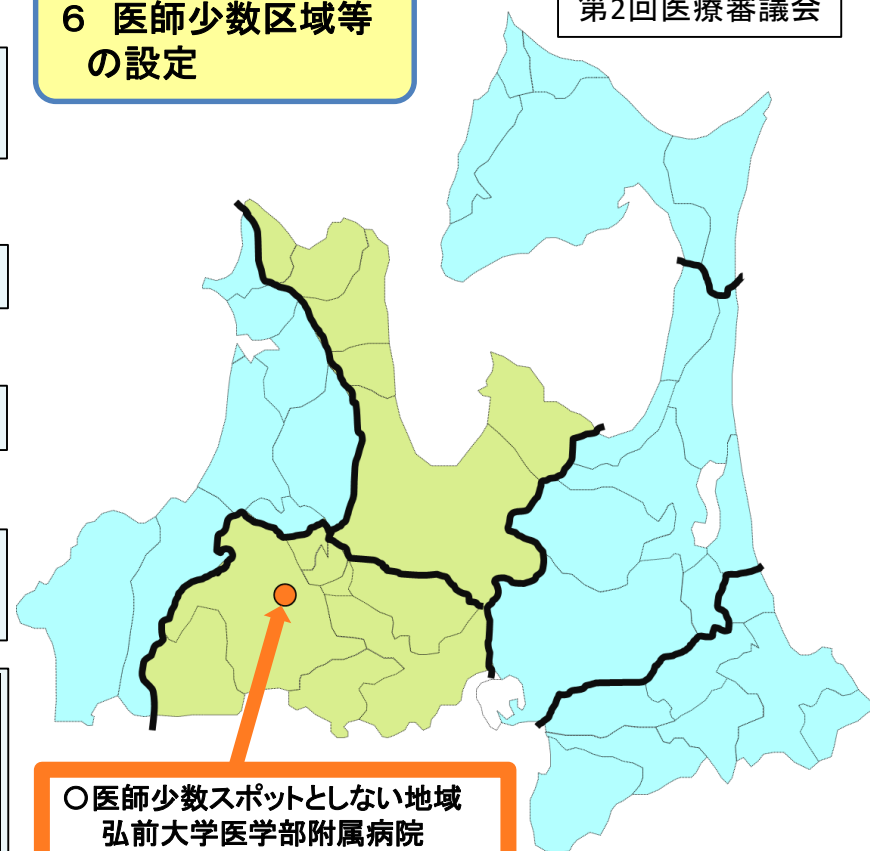 ６ 医師少数区域等
の設定
第2回医療審議会
○医師少数スポットとしない地域
弘前大学医学部附属病院